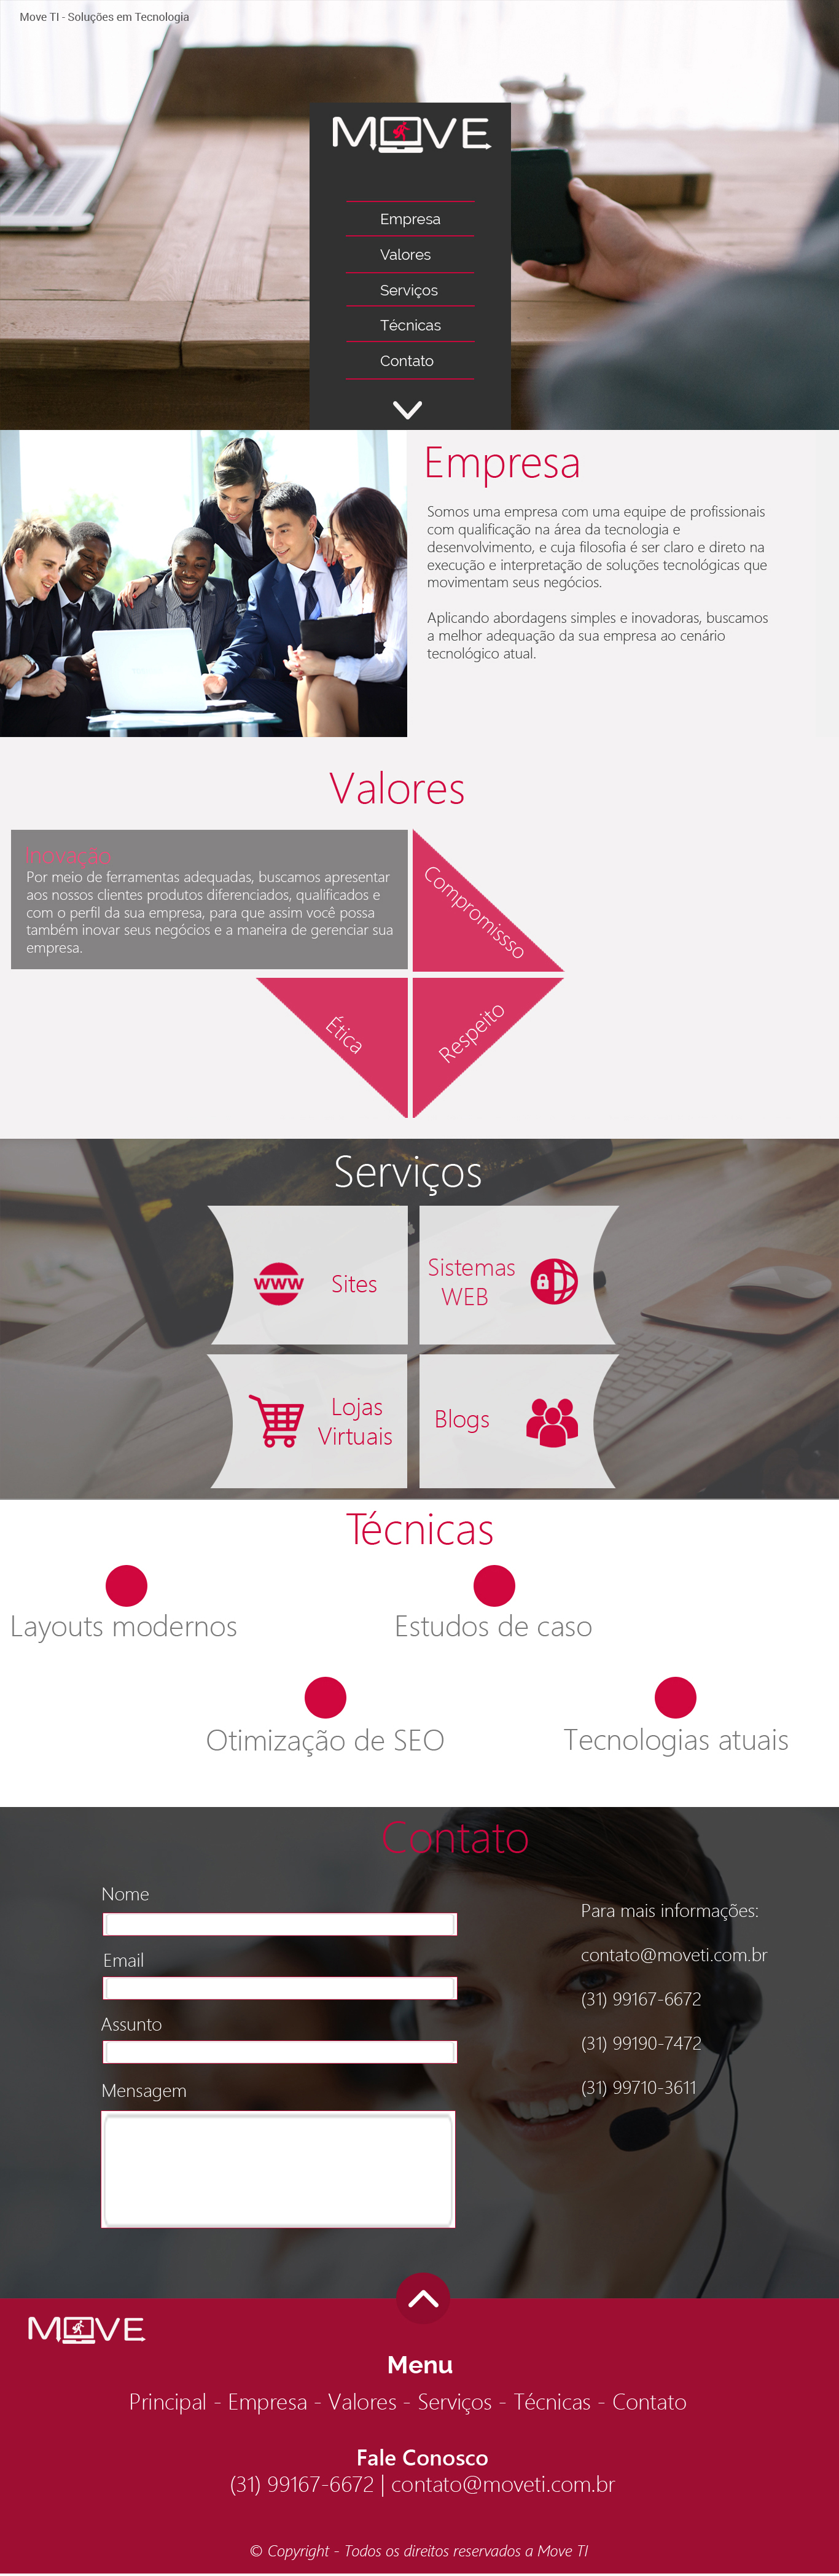 Move TI - Soluções em Tecnologia
MOVE
Empresa
Valores
Serviços
Técnicas
Contato
Empresa
Somos uma empresa com uma equipe de profissionais
com qualificação na área da tecnologia e
desenvolvimento, e cuja filosofia é ser claro e direto na
execução e interpretação de soluções tecnológicas que
movimentam seus negócios.
Aplicando abordagens simples e inovadoras, buscamos
a melhor adequação da sua empresa ao cenário
tecnológico atual.
Valores
Inovação
Por meio de ferramentas adequadas, buscamos apresentar
aos nossos clientes produtos diferenciados, qualificados e
com o perfil da sua empresa, para que assim você possa
também inovar seus negócios e a maneira de gerenciar sua
empresa.
Compromissso
Ética
Respeito
Serviços
www
Sites
Sistemas
WEB
Lojas
Virtuais
Blogs
Técnicas
Layouts modernos
Estudos de caso
Otimização de SEO
Tecnologias atuais
Contato
Nome
Email
Assunto
Mensagem
Para mais informações:
contato@moveti.com.br
(31) 99167-6672
(31) 99190-7472
(31) 99710-3611
MOVE
Menu
Principal - Empresa - Valores - Serviços - Técnicas - Contato
Fale Conosco
(31) 99167-6672 | contato@moveti.com.br
© Copyright - Todos os direitos reservados a Move TI